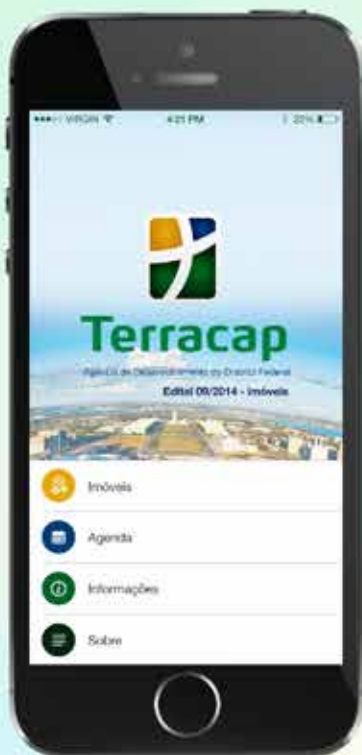 VIRGIN 4:21 PM 22%
Terracap
Agência de Desenvolvimento do Distrito Federal
Edital 09/2014 - Imóveis
Imóveis
Agenda
Informações
Sobre